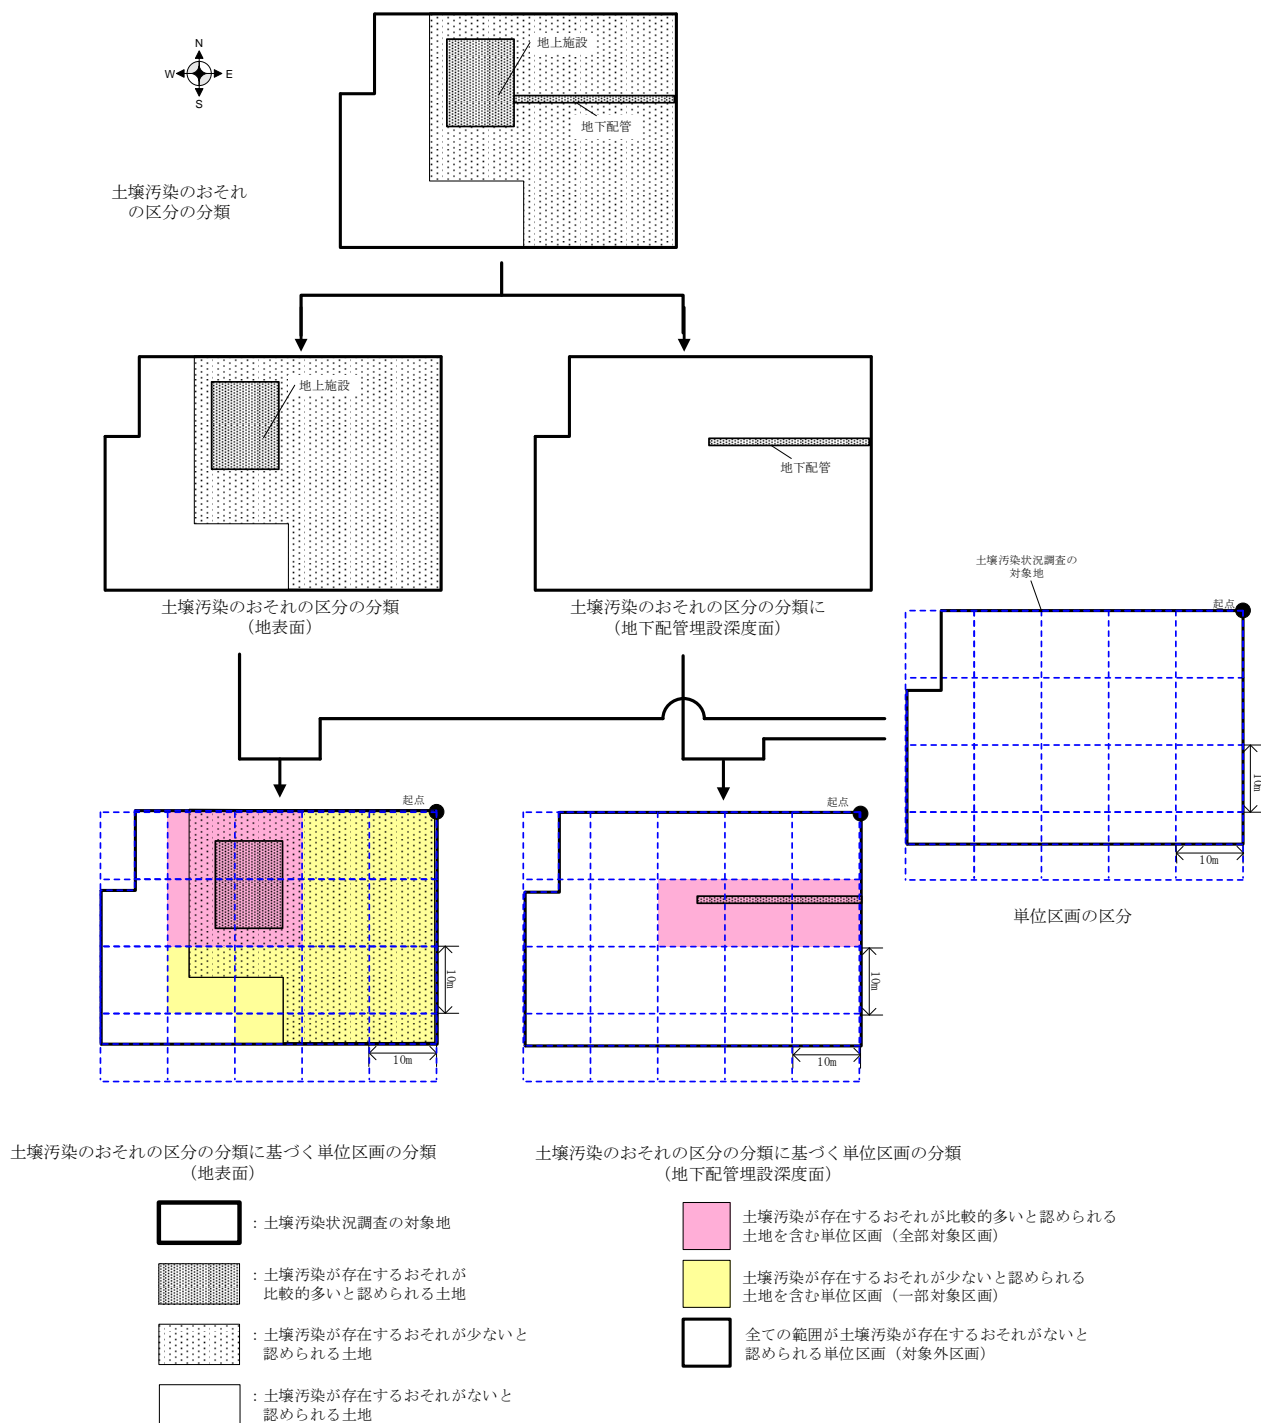 N
W
E
S
地上施設
地下配管
土壌汚染のおそれ
の区分の分類
地上施設
地下配管
土壌汚染のおそれの区分の分類
（地表面）
土壌汚染のおそれの区分の分類に
（地下配管埋設深度面）
土壌汚染状況調査の
対象地
起点
10m
10m
単位区画の区分
起点
10m
10m
起点
10m
10m
土壌汚染のおそれの区分の分類に基づく単位区画の分類
（地表面）
土壌汚染のおそれの区分の分類に基づく単位区画の分類
（地下配管埋設深度面）
：土壌汚染状況調査の対象地
：土壌汚染が存在するおそれが
比較的多いと認められる土地
：土壌汚染が存在するおそれが少ないと
認められる土地
：土壌汚染が存在するおそれがないと
認められる土地
土壌汚染が存在するおそれが比較的多いと認められる
土地を含む単位区画（全部対象区画）
土壌汚染が存在するおそれが少ないと認められる
土地を含む単位区画（一部対象区画）
全ての範囲が土壌汚染が存在するおそれがないと
認められる単位区画（対象外区画）